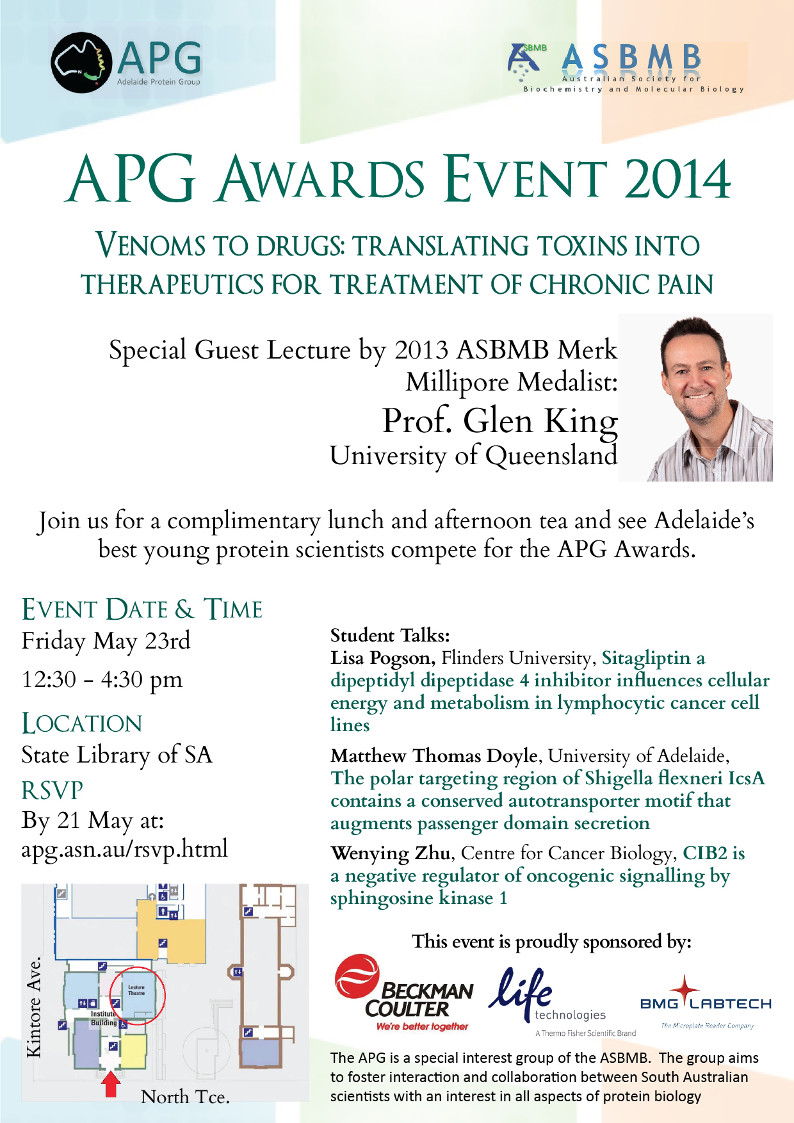 APG
Adelaide Protein Group
ASBMB
ASBMB
Australian Society for
Biochemistry and Molecular Biology
APG Awards Event 2014
Venoms to drugs: translating toxins into
therapeutics for treatment of chronic pain
Special Guest Lecture by 2013 ASBMB Merk
Millipore Medalist:
Prof. Glen King
University of Queensland
Join us for a complimentary lunch and afternoon tea and see Adelaide's
best young protein scientists compete for the APG Awards.
Event Date & Time
Friday May 23rd
12:30 - 4:30 pm
Location
State Library of SA
RSVP
By 21 May at:
apg.asn.au/rsvp.html
Student Talks:
Lisa Pogson, Flinders University, Sitagliptin a
dipeptidyl dipeptidase 4 inhibitor influences cellular
energy and metabolism in lymphocytic cancer cell
lines
Matthew Thomas Doyle, University of Adelaide,
The polar targeting region of Shigella flexneri IcsA
contains a conserved autotransporter motif that
augments passenger domain secretion
Wenying Zhu, Centre for Cancer Biology, CIB2 is
a negative regulator of oncogenic signalling by
sphingosine kinase 1
Kintore Ave.
Lecture
Theatre
Institute
Building
North Tce.
This event is proudly sponsored by:
BECKMAN
COULTER
We're better together
life
technologies
A Thermo Fisher Scientific Brand
BMG LABTECH
The Microplate Reader Company
The APG is a special interest group of the ASBMB.  The group aims
to foster interaction and collaboration between South Australian
scientists with an interest in all aspects of protein biology